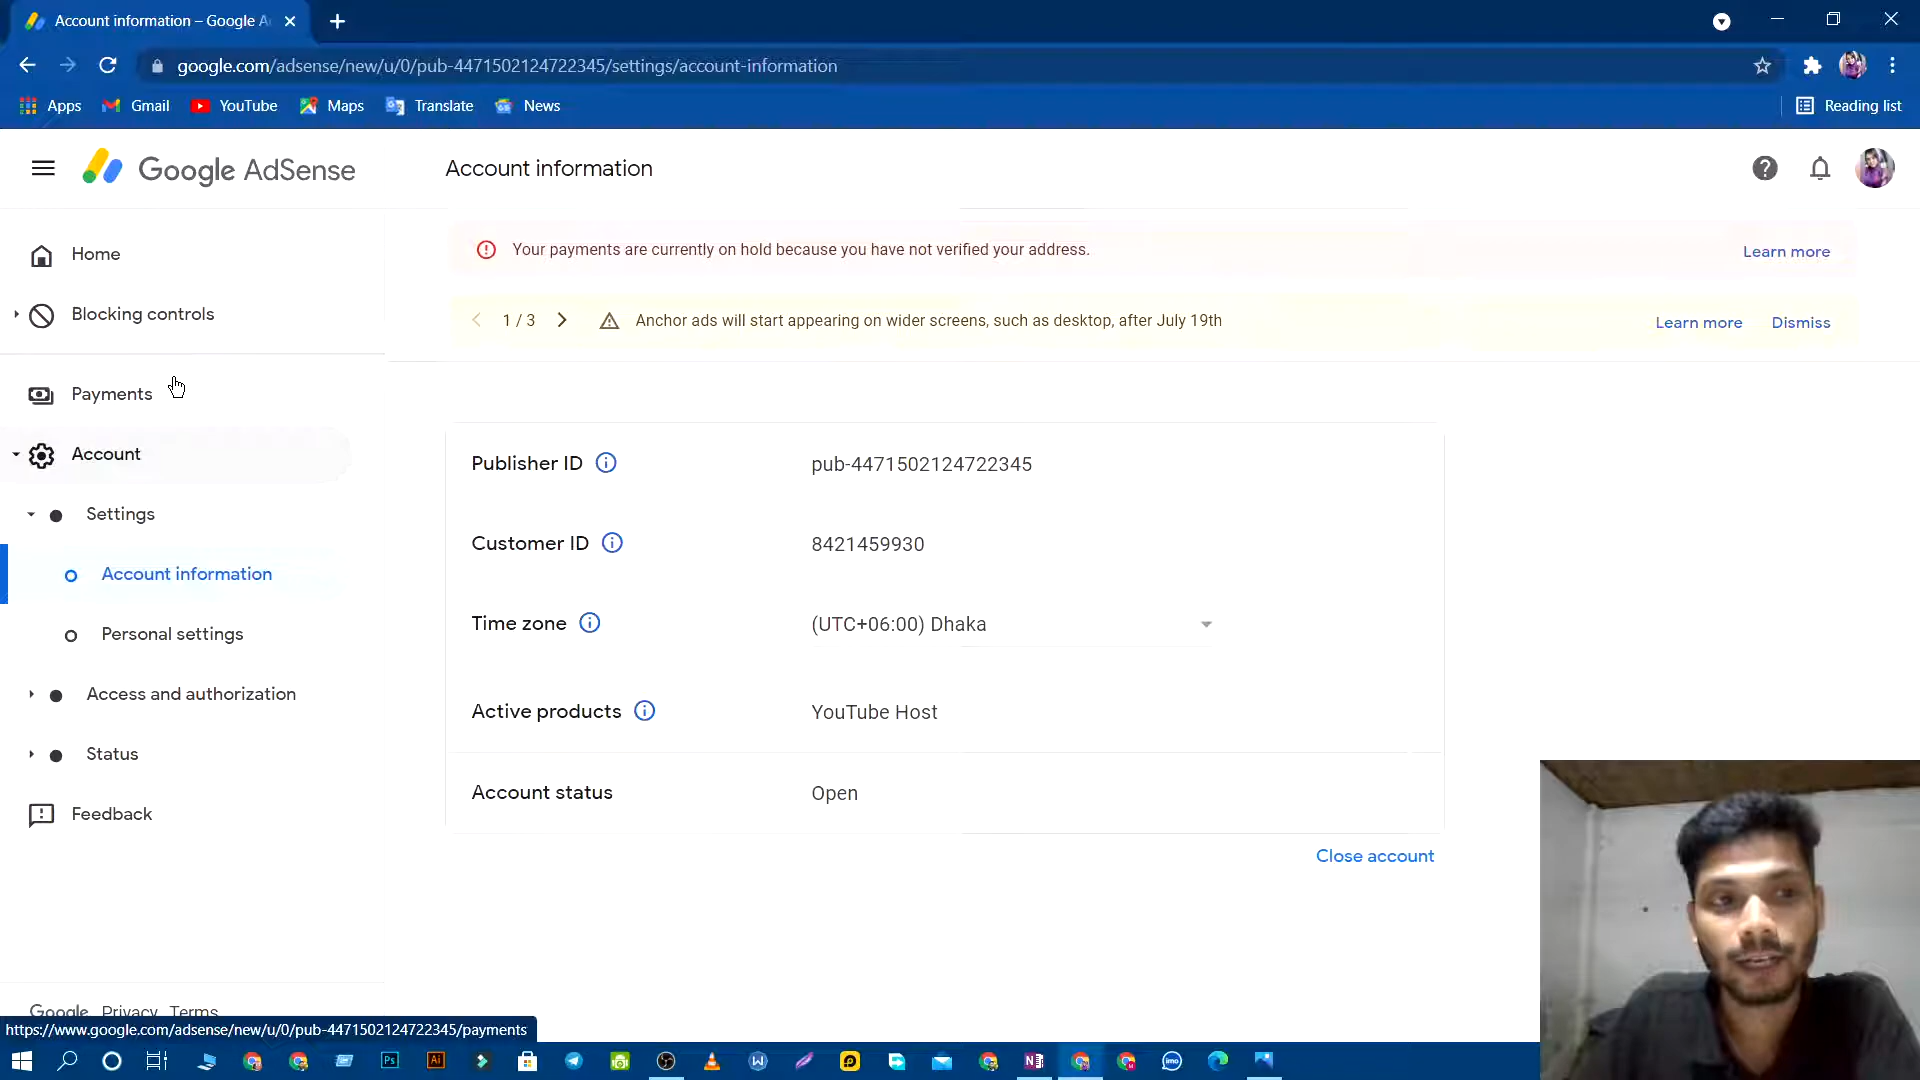 Account information – Google A
google.com/adsense/new/u/0/pub-4471502124722345/settings/account-information
Apps
Gmail
YouTube
Maps
Translate
News
Reading list
Google AdSense
Account information
Home
Blocking controls
Payments
Account
Settings
Account information
Personal settings
Access and authorization
Status
Feedback
Your payments are currently on hold because you have not verified your address.
Learn more
1 / 3
Anchor ads will start appearing on wider screens, such as desktop, after July 19th
Learn more
Dismiss
Publisher ID
pub-4471502124722345
Customer ID
8421459930
Time zone
(UTC+06:00) Dhaka
Active products
YouTube Host
Account status
Open
Close account
Google Privacy Terms
https://www.google.com/adsense/new/u/0/pub-4471502124722345/payments
Ps
Ai
imo